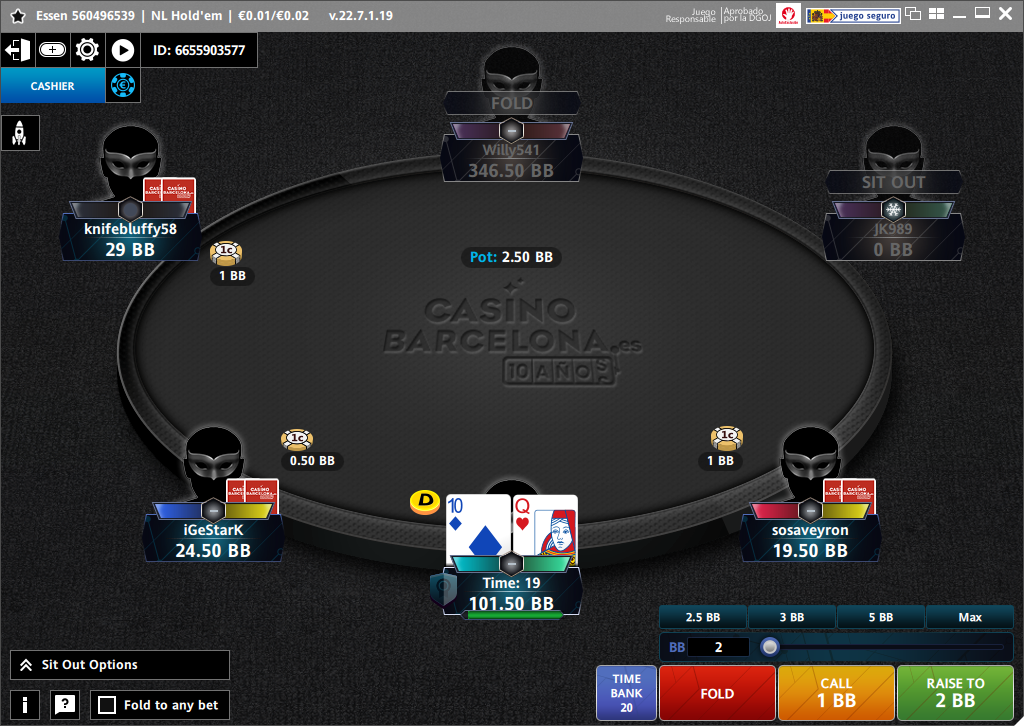 Essen 560496539 | NL Hold'em | €0.01/€0.02 v.22.7.1.19
Juego Responsable
Aprobado por la DGOJ
juego seguro
ID: 6655903577
CASHIER
FOLD
Willy541
346.50 BB
SIT OUT
JK989
0 BB
knifebluffy58
29 BB
1c
1 BB
Pot: 2.50 BB
CASINO
BARCELONA.es
10 AÑOS
1c
0.50 BB
1c
1 BB
D
10
Q
iGeStarK
24.50 BB
Time: 19
101.50 BB
sosaveyron
19.50 BB
2.5 BB
3 BB
5 BB
Max
BB 2
Sit Out Options
TIME BANK 20
FOLD
CALL
1 BB
RAISE TO
2 BB
i
?
Fold to any bet